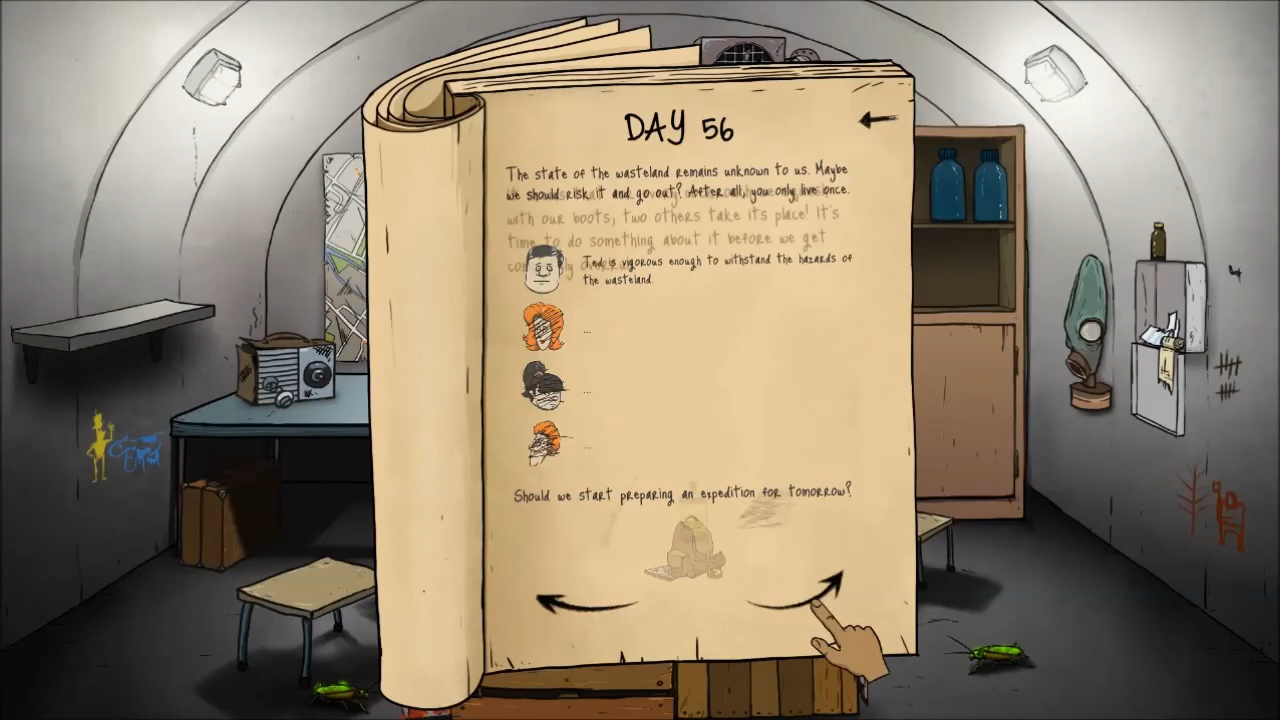 DAY 56
The state of the wasteland remains unknown to us. Maybe
we should risk it and go out? After all, you only live once.
with our boots, two others take its place! It's
time to do something about it before we get
Ted is vigorous enough to withstand the hazards of
the wasteland.
...
...
...
Should we start preparing an expedition for tomorrow?